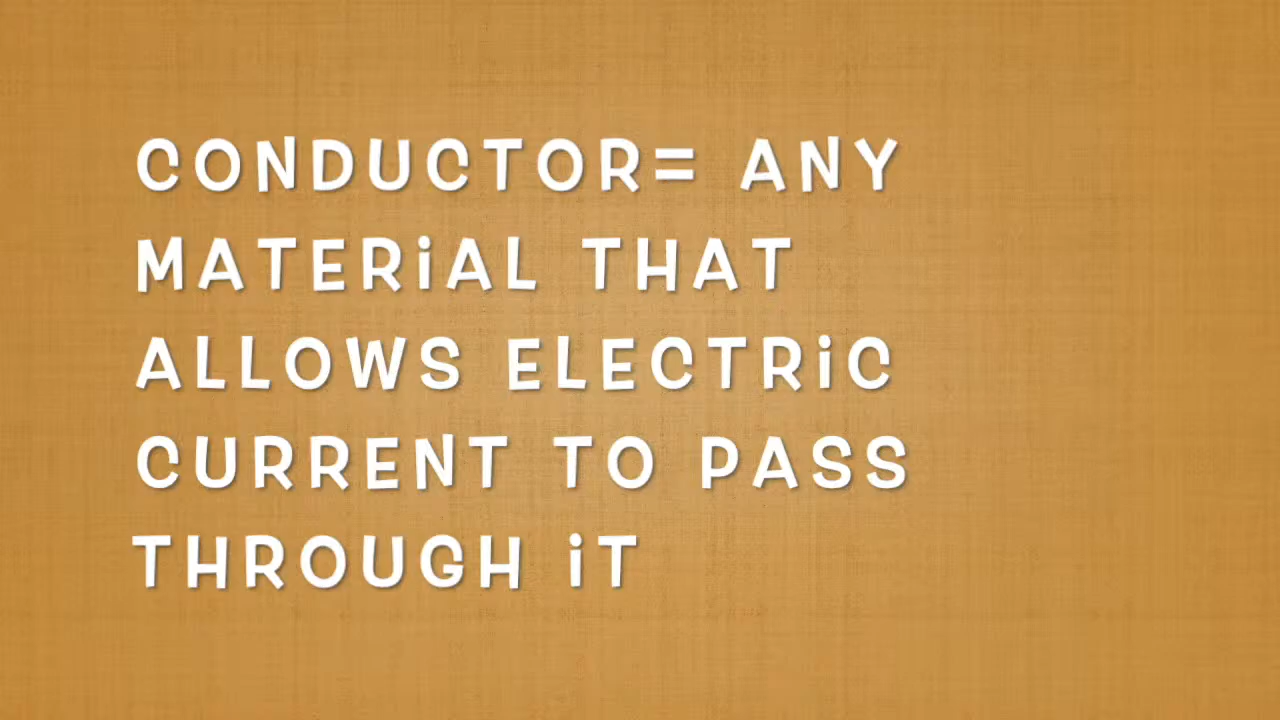 CONDUCTOR= ANY
MATERiAL THAT
ALLOWS ELECTRiC
CURRENT TO PASS
THROUGH iT